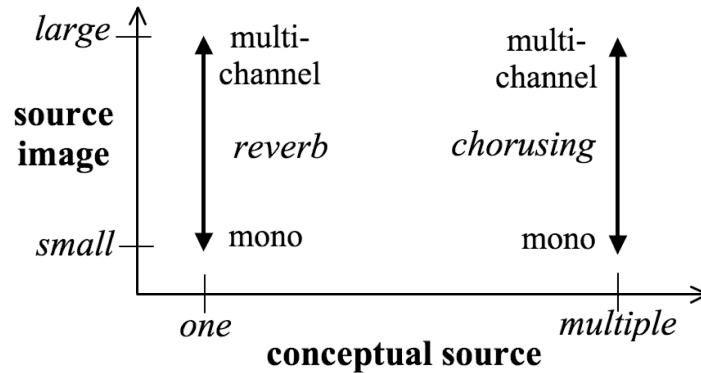 large
multi-
channel
multi-
channel
source
image
reverb
chorusing
small
mono
mono
one
multiple
conceptual source